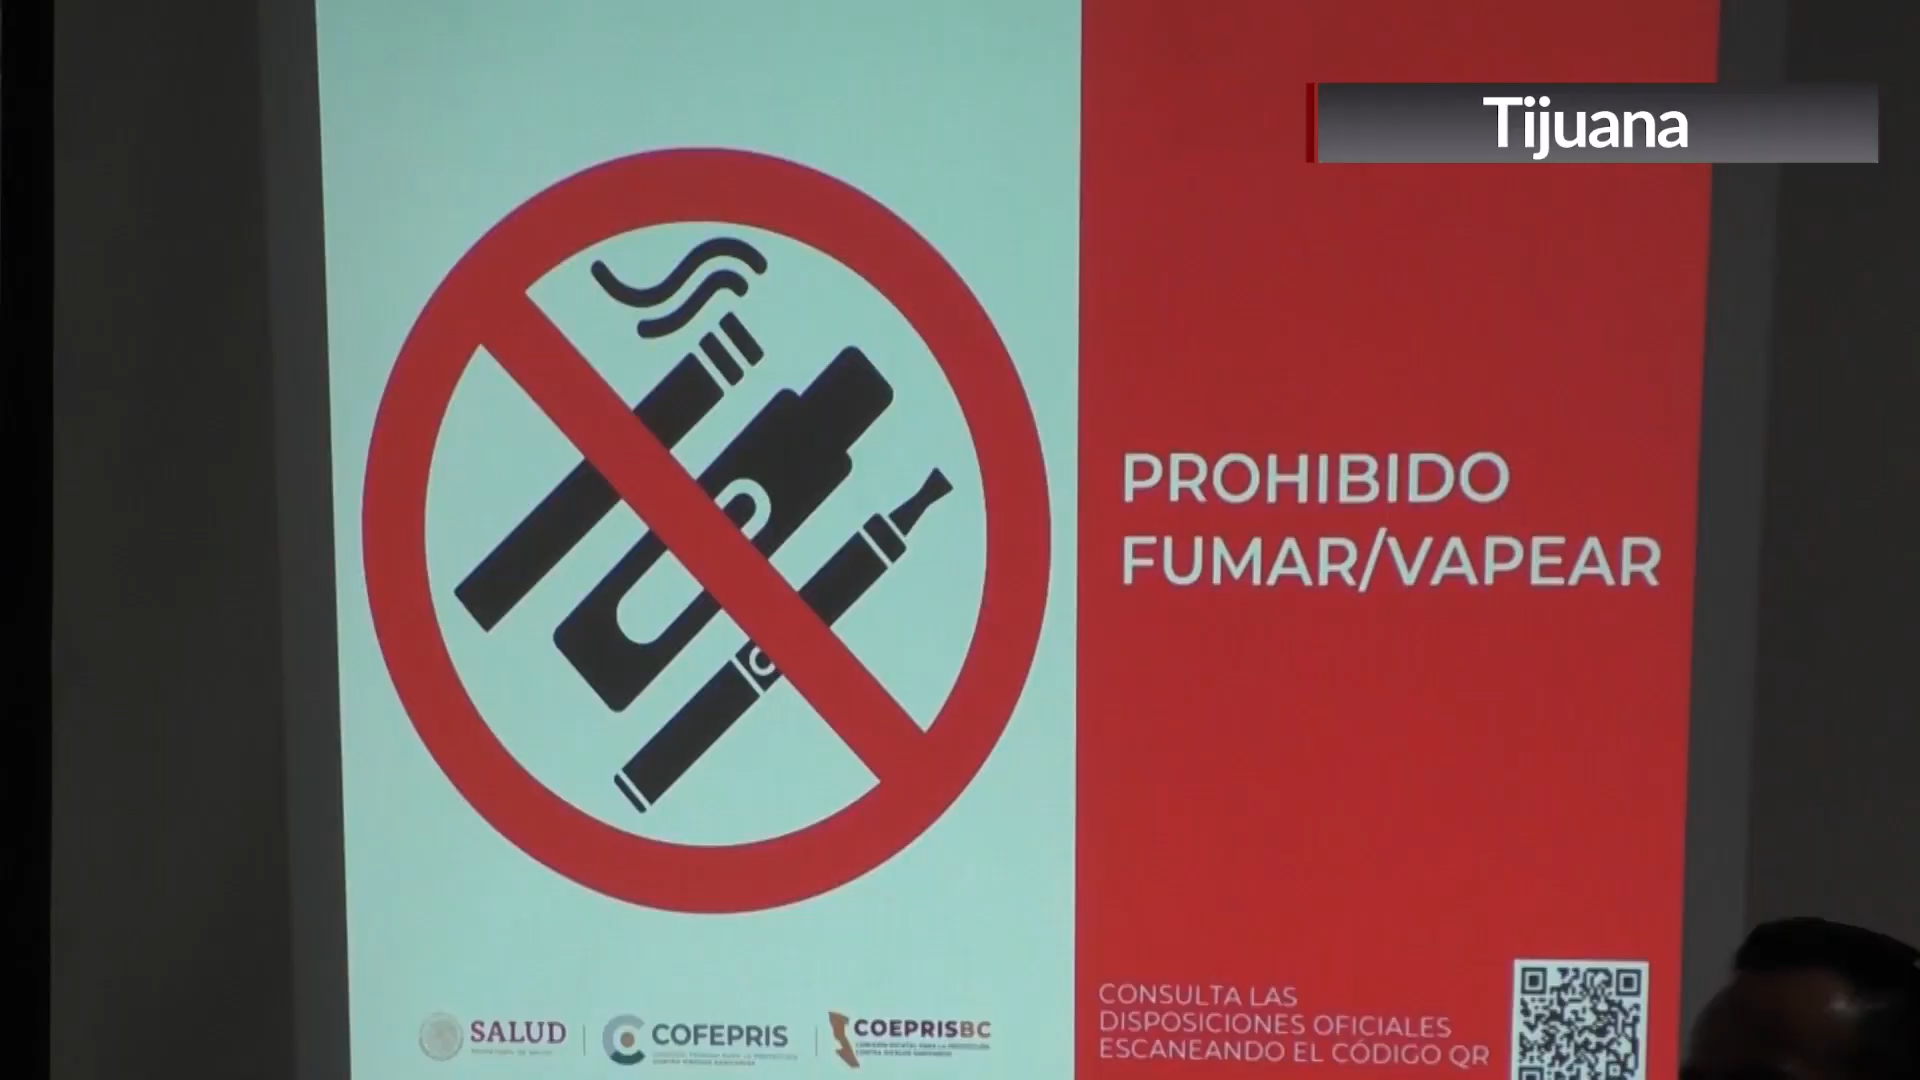 Tijuana
PROHIBIDO
FUMAR/VAPEAR
CONSULTA LAS
DISPOSICIONES OFICIALES
ESCANEANDO EL CÓDIGO QR
SALUD
COFEPRIS
COEPRISBC